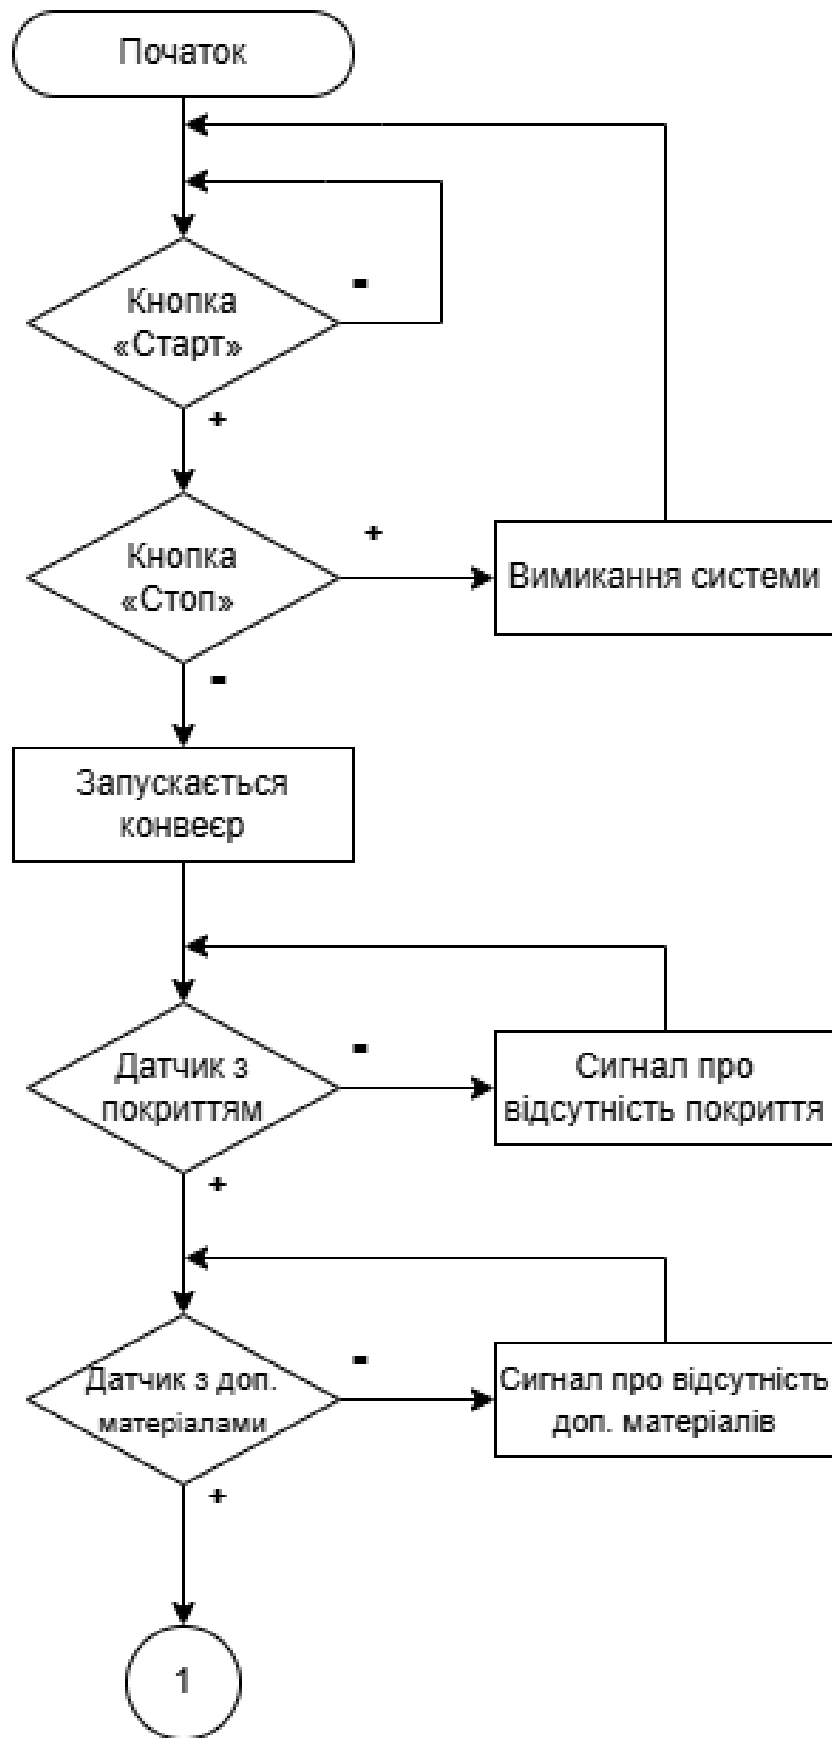 Початок
-
Кнопка
«Старт»
+
+
Кнопка
«Стоп»
Вимикання системи
-
Запускається
конвеєр
-
Датчик з
покриттям
Сигнал про
відсутність покриття
+
-
Датчик з доп.
матеріалами
Сигнал про відсутність
доп. матеріалів
+
1